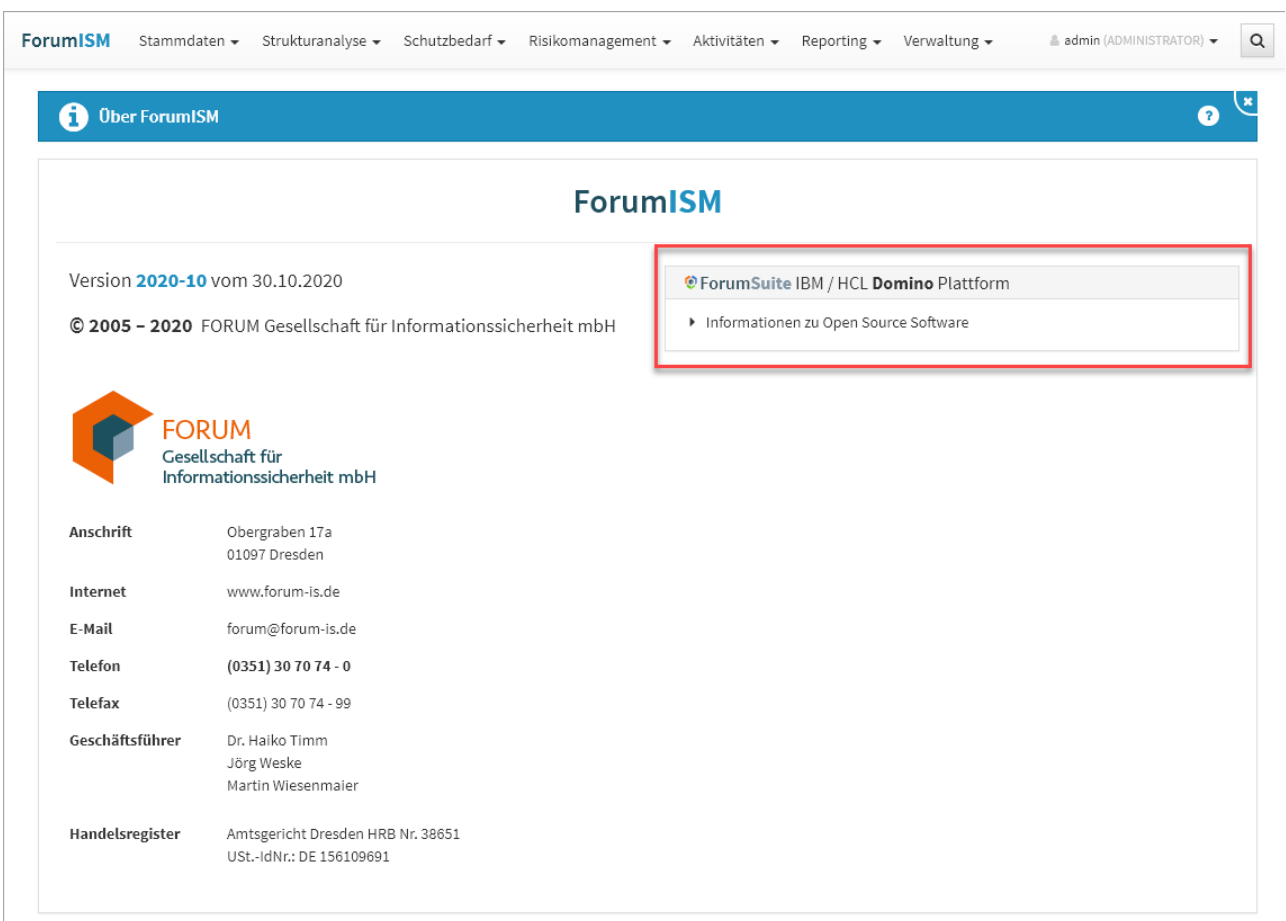 ForumISM Stammdaten Strukturanalyse Schutzbedarf Risikomanagement Aktivitäten Reporting Verwaltung admin (ADMINISTRATOR)
Über ForumISM
ForumISM
Version 2020-10 vom 30.10.2020
© 2005 – 2020 FORUM Gesellschaft für Informationssicherheit mbH
ForumSuite IBM / HCL Domino Plattform
Informationen zu Open Source Software
FORUM
Gesellschaft für
Informationssicherheit mbH
Anschrift Obergraben 17a
01097 Dresden
Internet www.forum-is.de
E-Mail forum@forum-is.de
Telefon (0351) 30 70 74 - 0
Telefax (0351) 30 70 74 - 99
Geschäftsführer Dr. Haiko Timm
Jörg Weske
Martin Wiesenmaier
Handelsregister Amtsgericht Dresden HRB Nr. 38651
USt.-IdNr.: DE 156109691